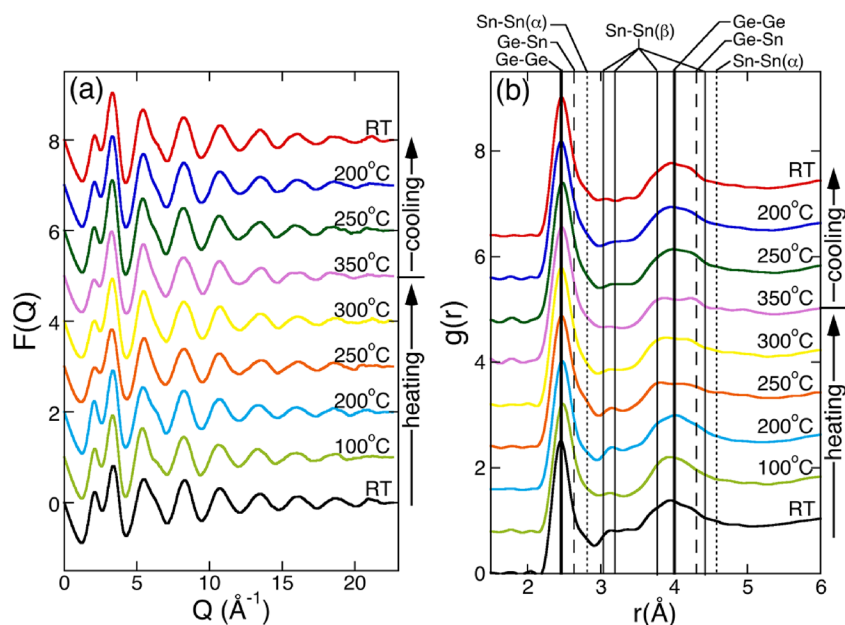 (a)
F(Q)
8
6
4
2
0
RT
200°C
250°C
350°C
300°C
250°C
200°C
100°C
RT
cooling
heating
0 5 10 15 20
Q (Å⁻¹)
Sn-Sn(α)
Ge-Sn
Ge-Ge
Sn-Sn(β)
Ge-Ge
Ge-Sn
Sn-Sn(α)
(b)
g(r)
8
6
4
2
0
RT
200°C
250°C
350°C
300°C
250°C
200°C
100°C
RT
cooling
heating
2 3 4 5 6
r(Å)